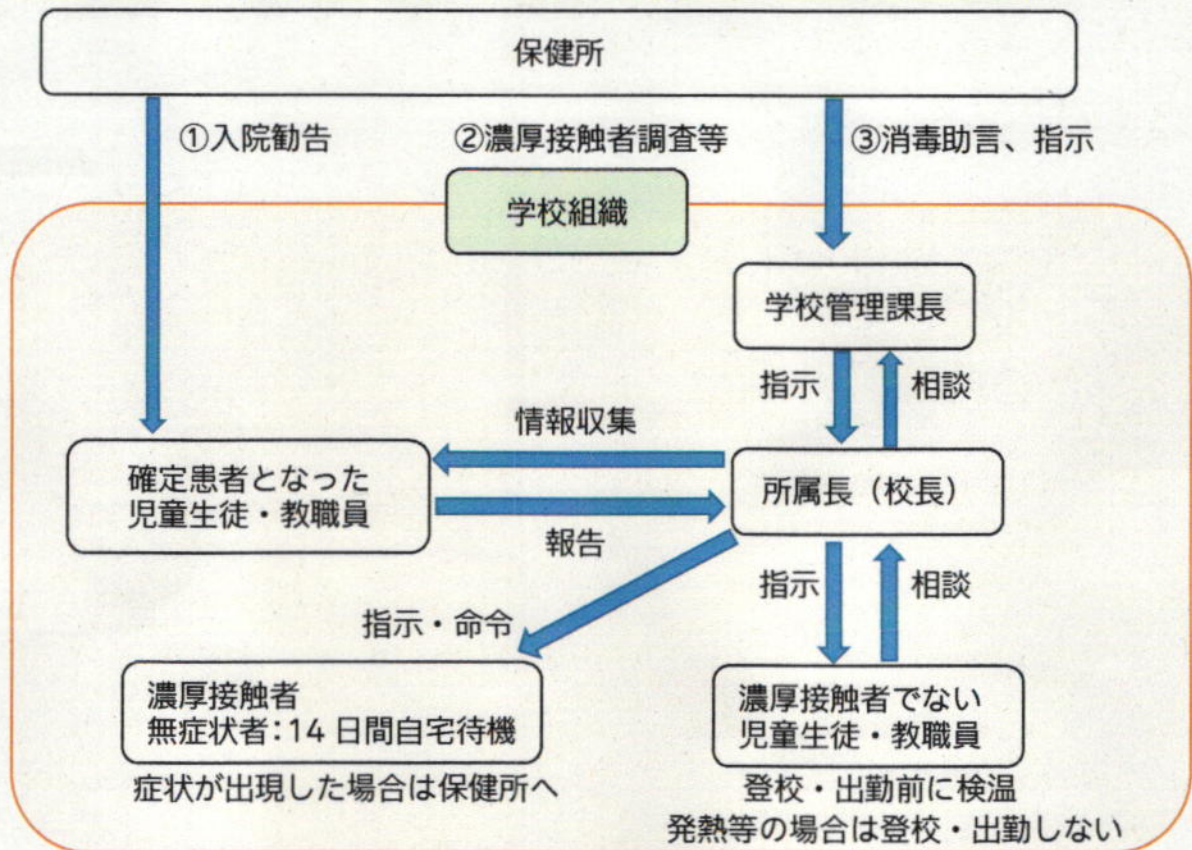 保健所
①入院勧告
②濃厚接触者調査等
③消毒助言、指示
学校組織
学校管理課長
指示
相談
情報収集
確定患者となった
児童生徒・教職員
所属長（校長）
報告
指示
相談
指示・命令
濃厚接触者
無症状者：14日間自宅待機
症状が出現した場合は保健所へ
濃厚接触者でない
児童生徒・教職員
登校・出勤前に検温
発熱等の場合は登校・出勤しない